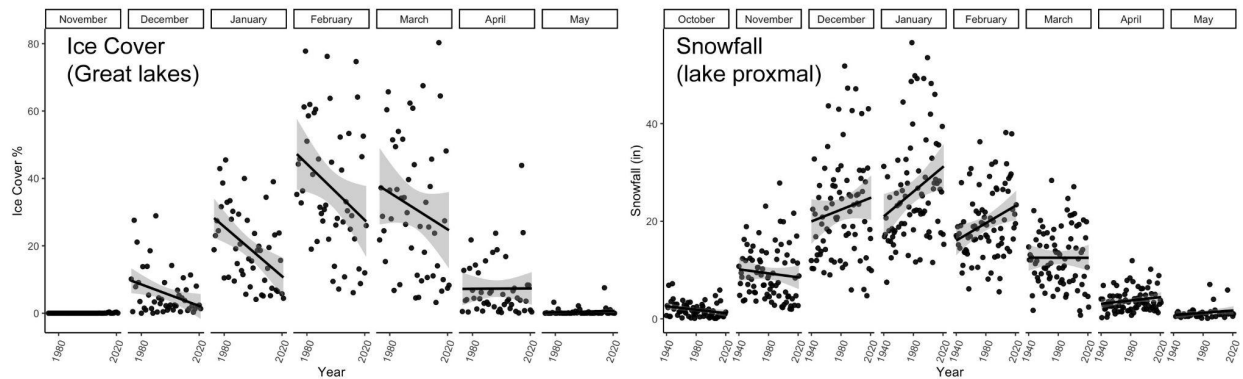 November December January February March April May
Ice Cover
(Great lakes)
80
60
40
20
0
Ice Cover %
1980 2020 1980 2020 1980 2020 1980 2020 1980 2020 1980 2020 1980 2020
Year
October November December January February March April May
Snowfall
(lake proxmal)
40
20
0
Snowfall (in)
1940 1980 2020 1940 1980 2020 1940 1980 2020 1940 1980 2020 1940 1980 2020 1940 1980 2020 1940 1980 2020 1940 1980 2020
Year